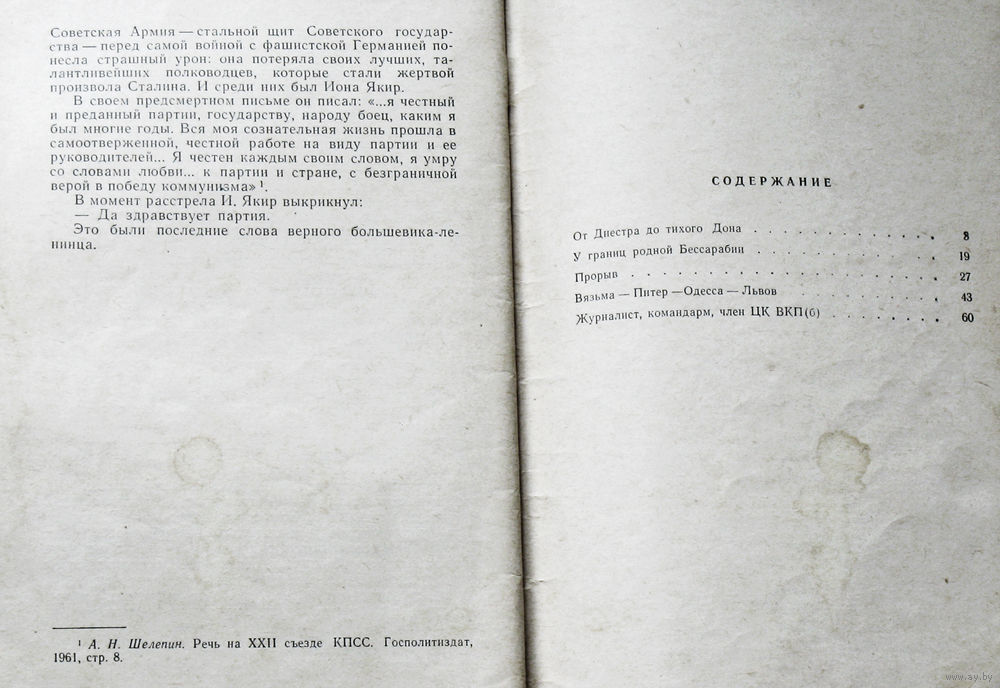 Советская Армия — стальной щит Советского государ-
ства — перед самой войной с фашистской Германией по-
несла страшный урон: она потеряла своих лучших, та-
лантливейших полководцев, которые стали жертвой
произвола Сталина. И среди них был Иона Якир.
В своем предсмертном письме он писал: «...я честный
и преданный партии, государству, народу боец, каким я
был многие годы. Вся моя сознательная жизнь прошла в
самоотверженной, честной работе на виду партии и ее
руководителей... Я честен каждым своим словом, я умру
со словами любви... к партии и стране, с безграничной
верой в победу коммунизма» ¹.
В момент расстрела И. Якир выкрикнул:
— Да здравствует партия.
Это были последние слова верного большевика-ле-
нинца.
¹ А. Н. Шелепин. Речь на XXII съезде КПСС. Госполитиздат,
1961, стр. 8.
СОДЕРЖАНИЕ
От Днестра до тихого Дона . . . . . . . . . . . . . 8
У границ родной Бессарабии . . . . . . . . . . . . . 19
Прорыв . . . . . . . . . . . . . . . . . . 27
Вязьма — Питер — Одесса — Львов . . . . . . . . . . 43
Журналист, командарм, член ЦК ВКП(б) . . . . . . . . 60
www.ay.by